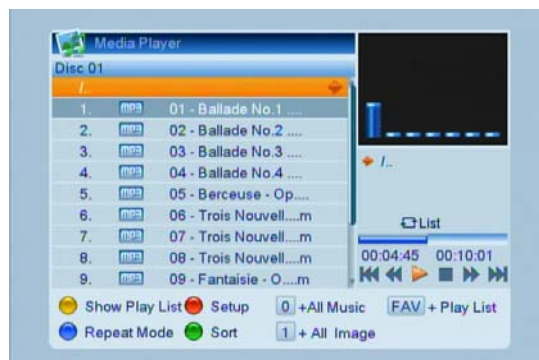 Media Player
Disc 01
/..
1. mp3 01 - Ballade No.1 ....
2. mp3 02 - Ballade No.2 ....
3. mp3 03 - Ballade No.3 ....
4. mp3 04 - Ballade No.4 ....
5. mp3 05 - Berceuse - Op....
6. mp3 06 - Trois Nouvell....m
7. mp3 07 - Trois Nouvell....m
8. mp3 08 - Trois Nouvell....m
9. mp3 09 - Fantaisie - O....m
/..
List
00:04:45 00:10:01
Show Play List Setup 0 +All Music FAV + Play List
Repeat Mode Sort 1 + All Image